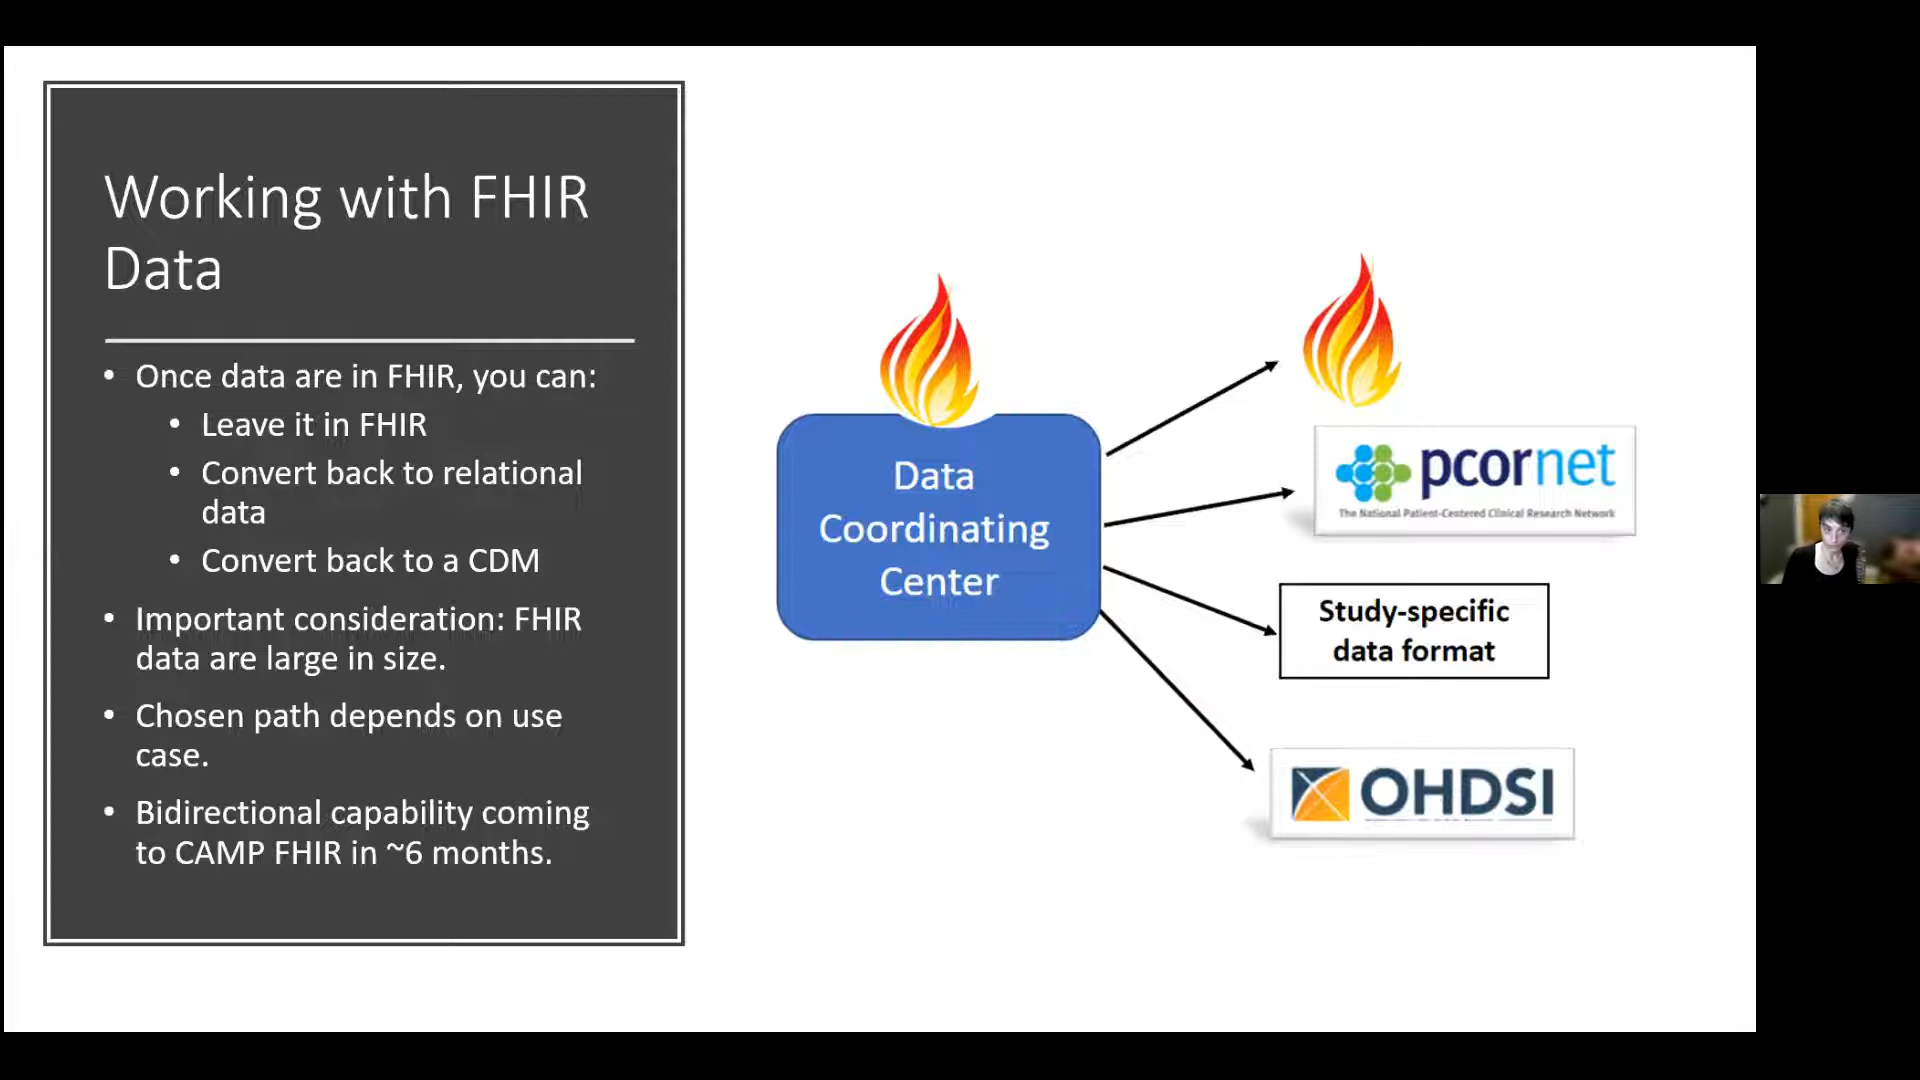 Working with FHIR
Data
• Once data are in FHIR, you can:
• Leave it in FHIR
• Convert back to relational
data
• Convert back to a CDM
• Important consideration: FHIR
data are large in size.
• Chosen path depends on use
case.
• Bidirectional capability coming
to CAMP FHIR in ~6 months.
Data
Coordinating
Center
pcornet
The National Patient-Centered Clinical Research Network
Study-specific
data format
OHDSI